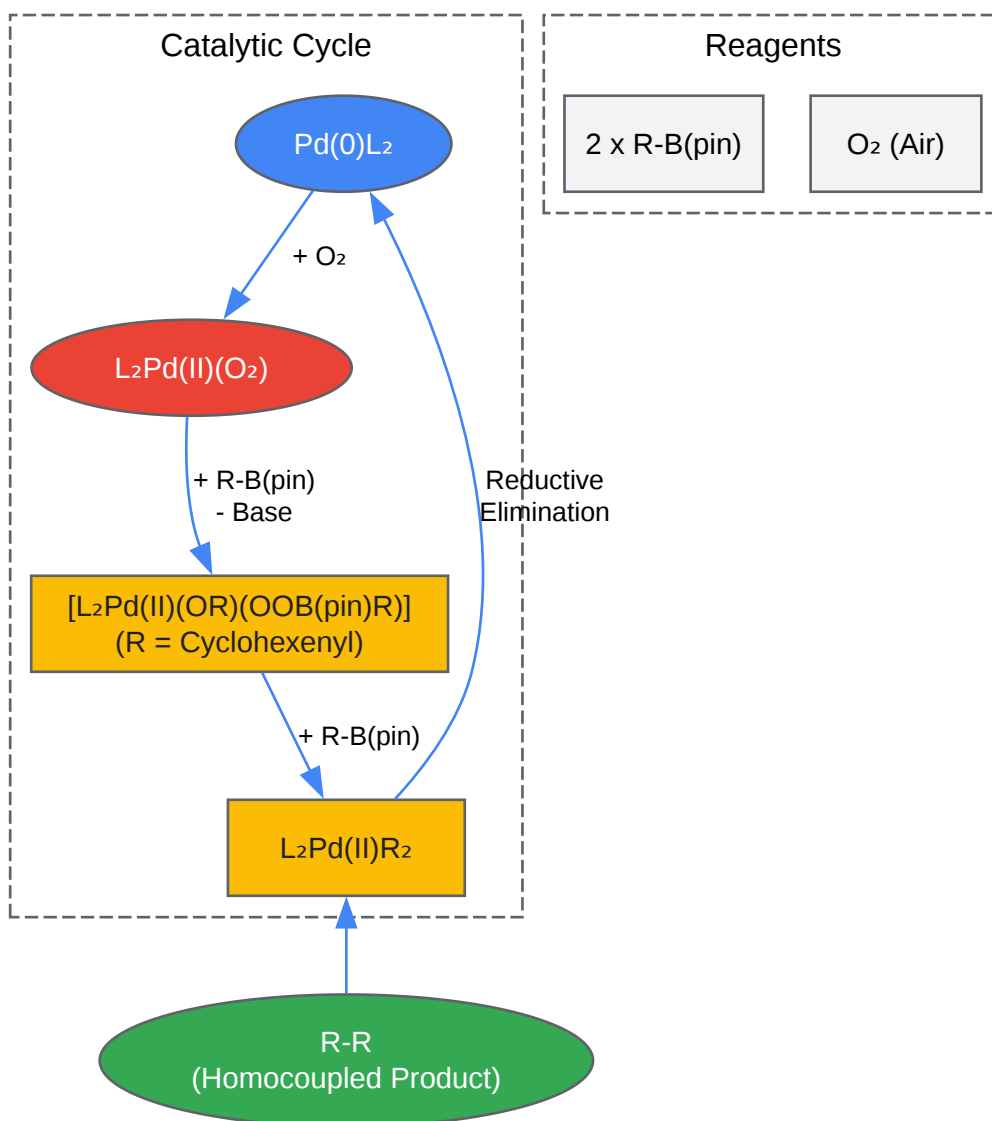 Catalytic Cycle
Reagents
Pd(0)L₂
2 x R-B(pin)
O₂ (Air)
+ O₂
L₂Pd(II)(O₂)
+ R-B(pin)
- Base
Reductive
Elimination
[L₂Pd(II)(OR)(OOB(pin)R)]
(R = Cyclohexenyl)
+ R-B(pin)
L₂Pd(II)R₂
R-R
(Homocoupled Product)